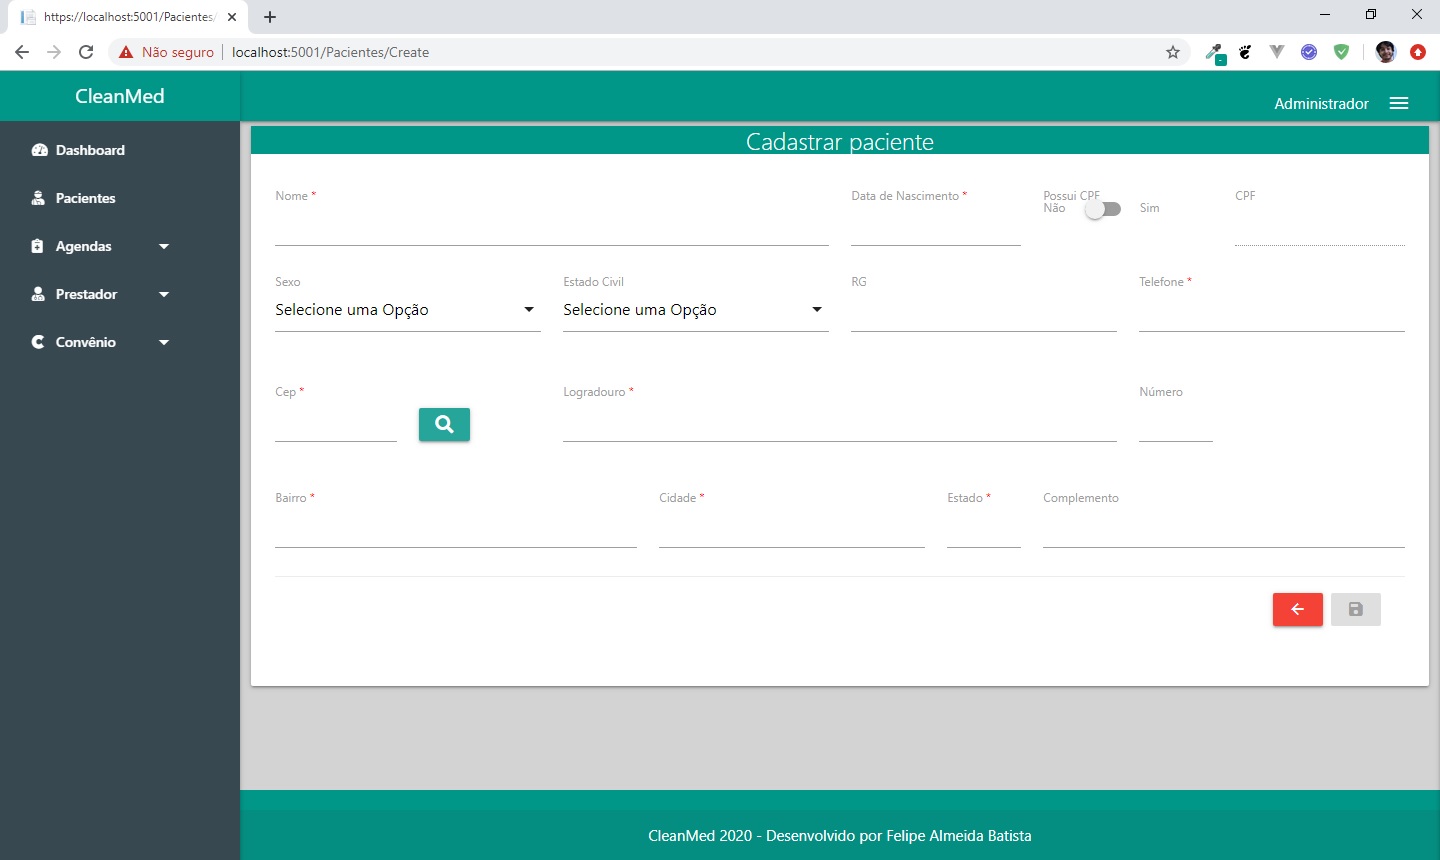 https://localhost:5001/Pacientes/
Não seguro localhost:5001/Pacientes/Create
CleanMed
Administrador
Dashboard
Pacientes
Agendas
Prestador
Convênio
Cadastrar paciente
Nome * Data de Nascimento * Possui CPF CPF
Não Sim
Sexo Estado Civil RG Telefone *
Selecione uma Opção Selecione uma Opção
Cep * Logradouro * Número
Bairro * Cidade * Estado * Complemento
CleanMed 2020 - Desenvolvido por Felipe Almeida Batista